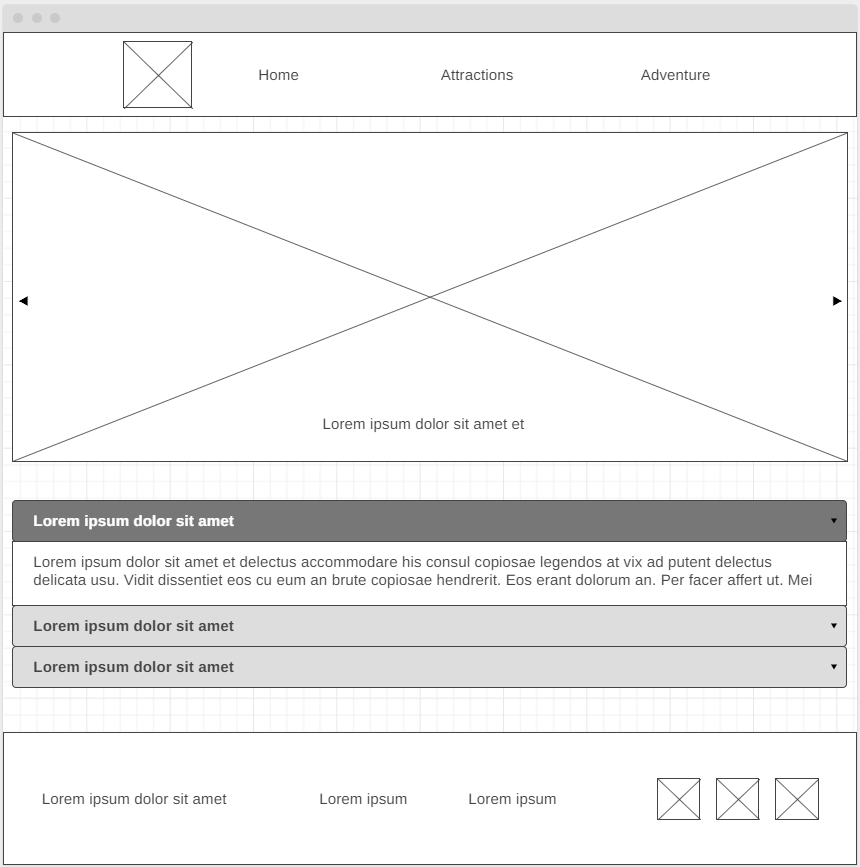 Home
Attractions
Adventure
Lorem ipsum dolor sit amet et
Lorem ipsum dolor sit amet
Lorem ipsum dolor sit amet et delectus accommodare his consul copiosae legendos at vix ad putent delectus
delicata usu. Vidit dissentiet eos cu eum an brute copiosae hendrerit. Eos erant dolorum an. Per facer affert ut. Mei
Lorem ipsum dolor sit amet
Lorem ipsum dolor sit amet
Lorem ipsum dolor sit amet
Lorem ipsum
Lorem ipsum